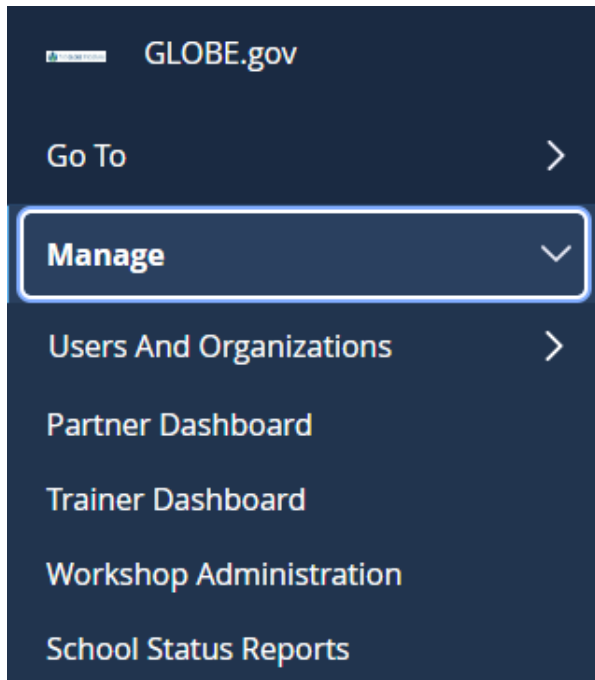 GLOBE.gov
Go To
Manage
Users And Organizations
Partner Dashboard
Trainer Dashboard
Workshop Administration
School Status Reports